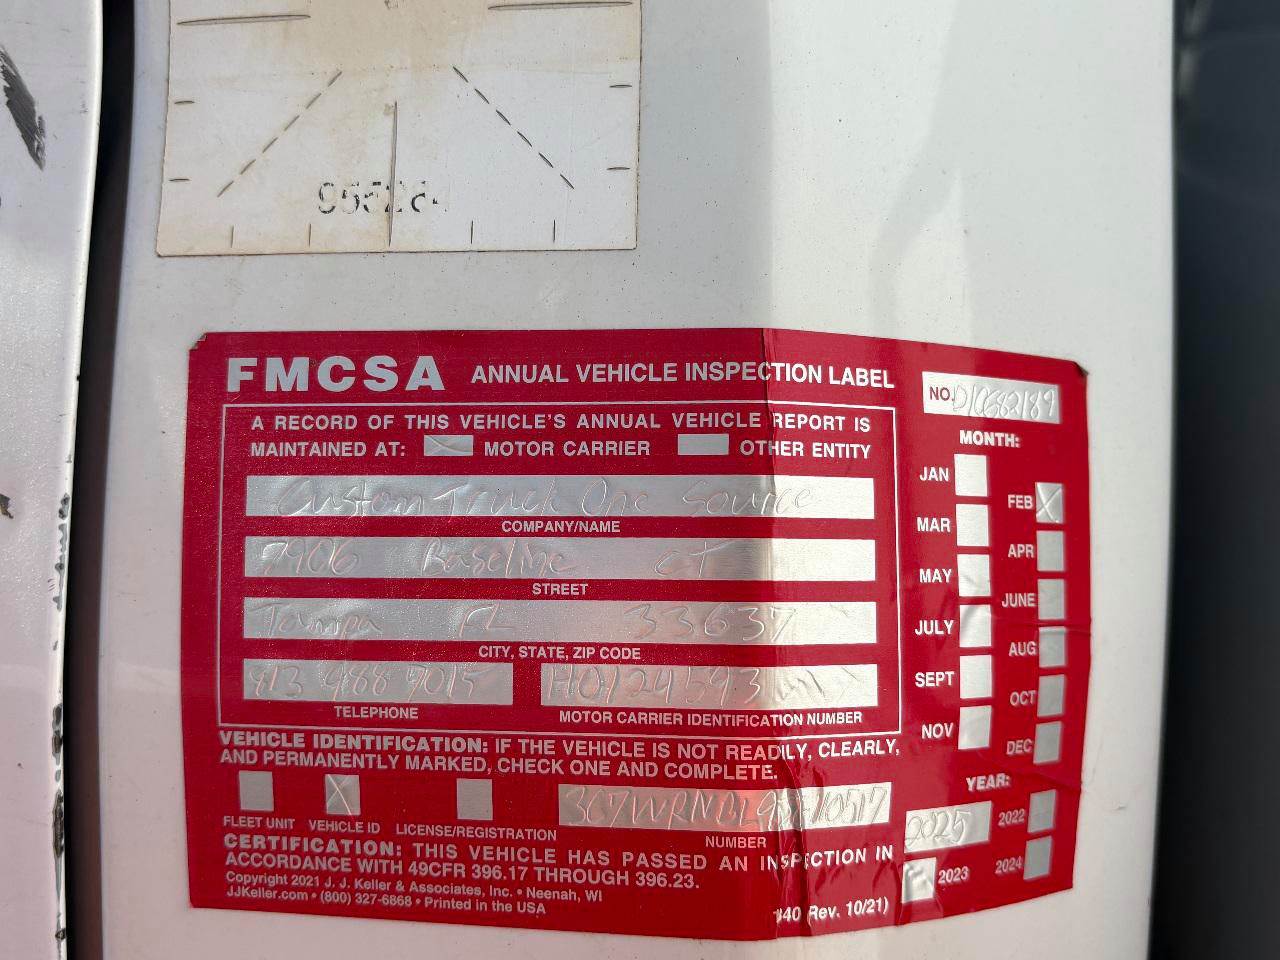 FMCSA ANNUAL VEHICLE INSPECTION LABEL
NO.
A RECORD OF THIS VEHICLE'S ANNUAL VEHICLE REPORT IS
MAINTAINED AT: MOTOR CARRIER OTHER ENTITY
Custom Truck One Source
COMPANY/NAME
7906 Baseline CT
STREET
Tampa FL 33637
CITY, STATE, ZIP CODE
813 988 7015
TELEPHONE
MOTOR CARRIER IDENTIFICATION NUMBER
VEHICLE IDENTIFICATION: IF THE VEHICLE IS NOT READILY, CLEARLY,
AND PERMANENTLY MARKED, CHECK ONE AND COMPLETE.
X
FLEET UNIT VEHICLE ID LICENSE/REGISTRATION
NUMBER
CERTIFICATION: THIS VEHICLE HAS PASSED AN INSPECTION IN
ACCORDANCE WITH 49CFR 396.17 THROUGH 396.23.
Copyright 2021 J. J. Keller & Associates, Inc. • Neenah, WI
JJKeller.com • (800) 327-6868 • Printed in the USA
(Rev. 10/21)
MONTH:
JAN
FEB X
MAR
APR
MAY
JUNE
JULY
AUG
SEPT
OCT
NOV
DEC
YEAR:
2025 2022
2023 2024